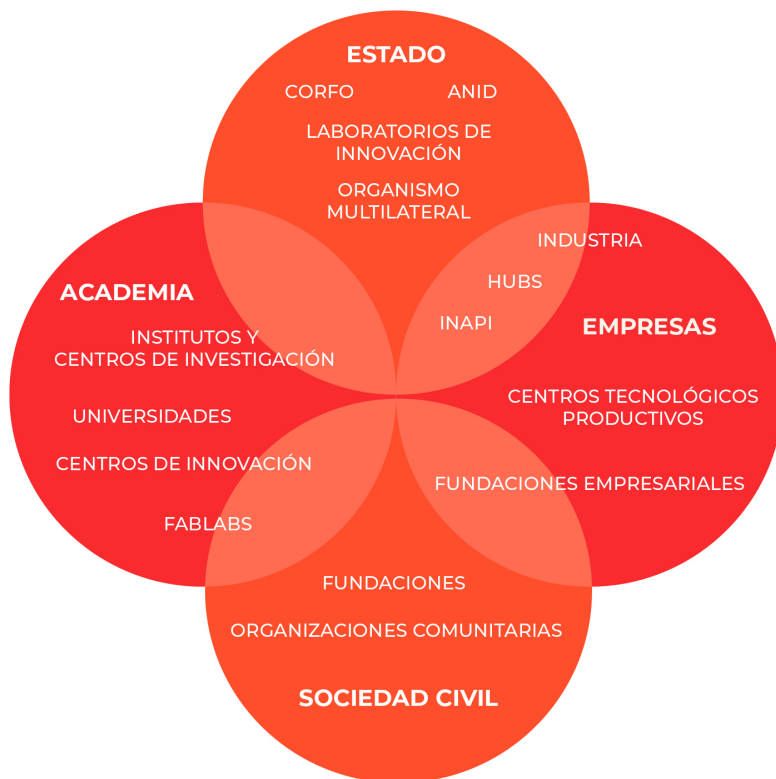 ESTADO
CORFO
ANID
LABORATORIOS DE
INNOVACIÓN
ORGANISMO
MULTILATERAL
INDUSTRIA
HUBS
INAPI
EMPRESAS
CENTROS TECNOLÓGICOS
PRODUCTIVOS
FUNDACIONES EMPRESARIALES
ACADEMIA
INSTITUTOS Y
CENTROS DE INVESTIGACIÓN
UNIVERSIDADES
CENTROS DE INNOVACIÓN
FABLABS
FUNDACIONES
ORGANIZACIONES COMUNITARIAS
SOCIEDAD CIVIL